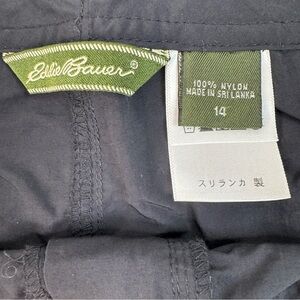 Eddie Bauer®
100% NYLON
MADE IN SRI LANKA
14
スリランカ 製